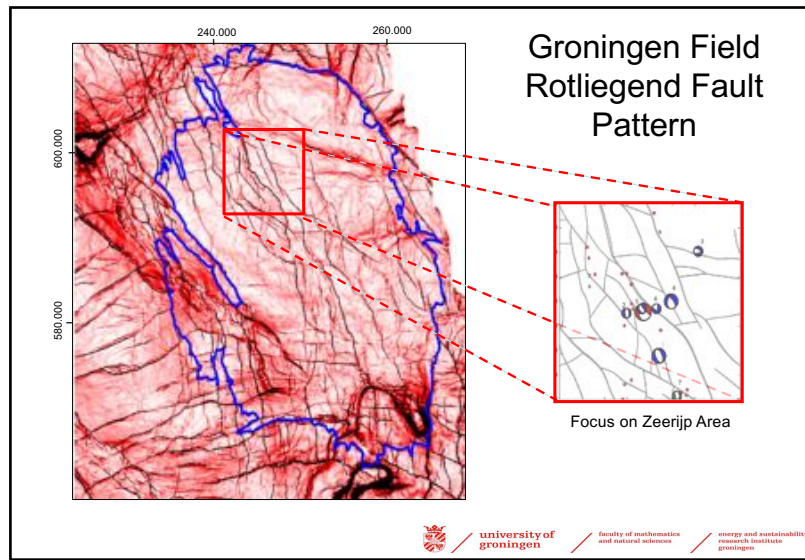 Groningen Field
Rotliegend Fault
Pattern
240.000
260.000
600.000
580.000
Focus on Zeerijp Area
university of
groningen
faculty of mathematics
and natural sciences
energy and sustainability
research institute
groningen